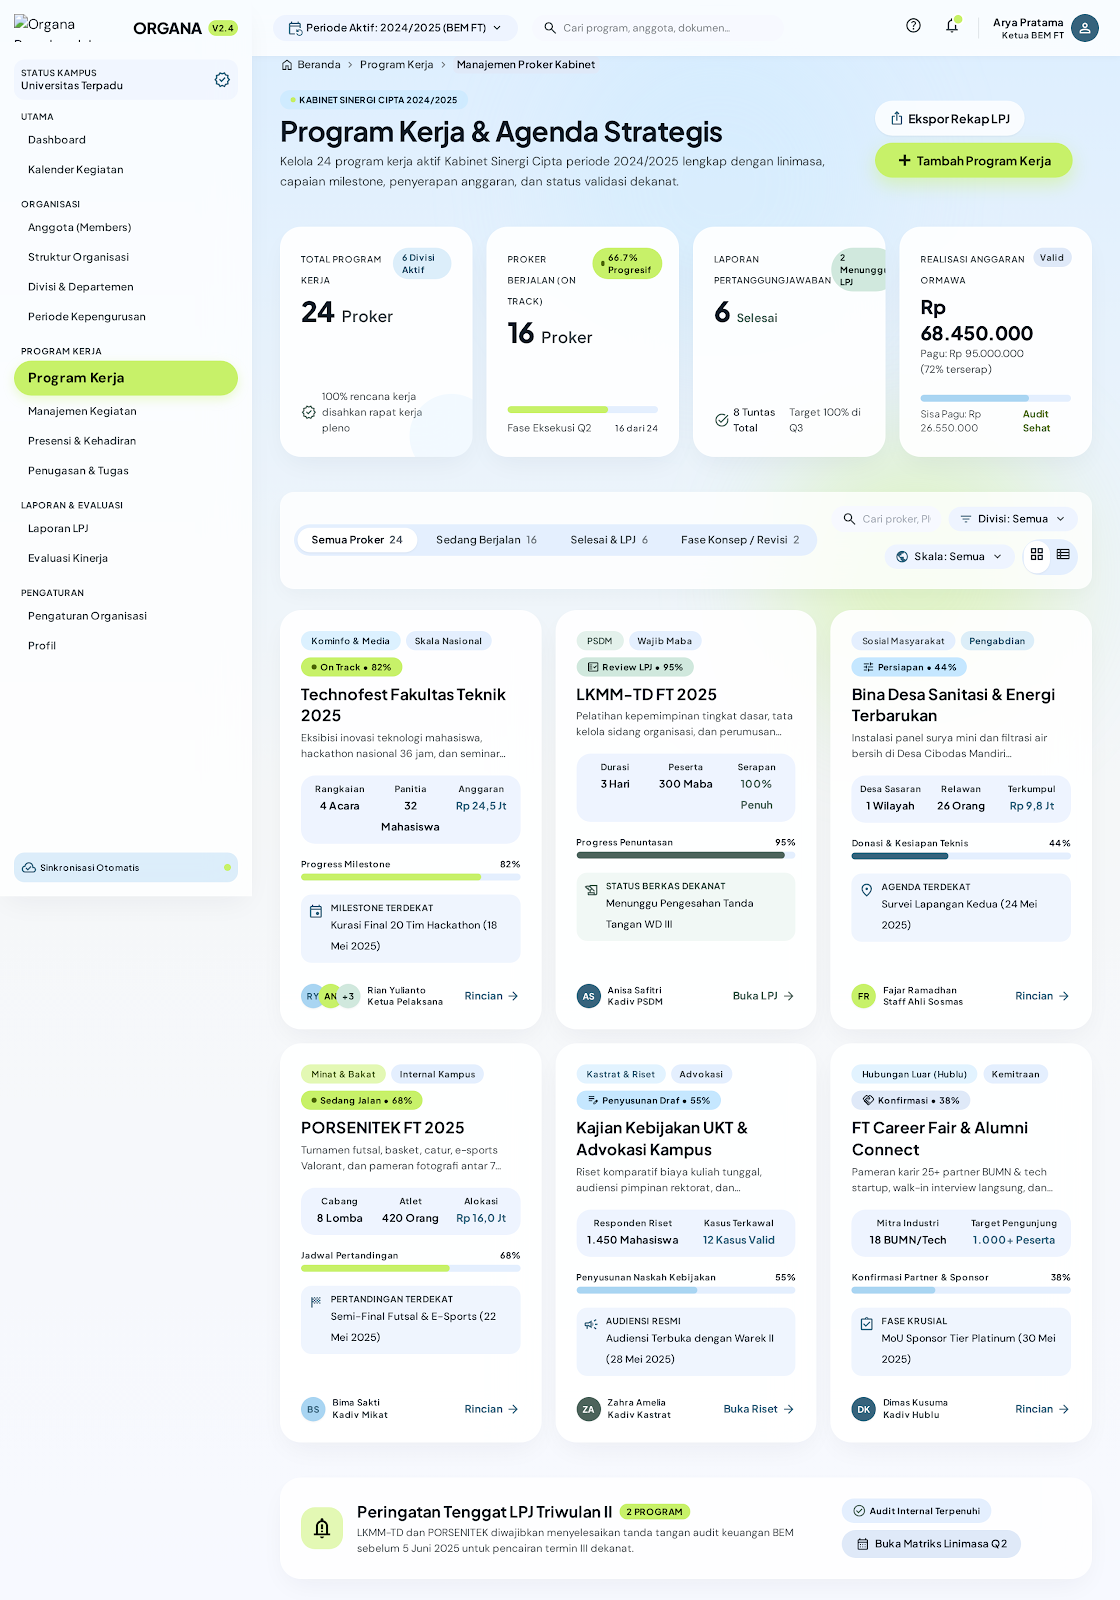 Organa
ORGANA
V2.4
STATUS KAMPUS
Universitas Terpadu
UTAMA
Dashboard
Kalender Kegiatan
ORGANISASI
Anggota (Members)
Struktur Organisasi
Divisi & Departemen
Periode Kepengurusan
PROGRAM KERJA
Program Kerja
Manajemen Kegiatan
Presensi & Kehadiran
Penugasan & Tugas
LAPORAN & EVALUASI
Laporan LPJ
Evaluasi Kinerja
PENGATURAN
Pengaturan Organisasi
Profil
Sinkronisasi Otomatis
Periode Aktif: 2024/2025 (BEM FT)
Cari program, anggota, dokumen...
Arya Pratama
Ketua BEM FT
Beranda > Program Kerja > Manajemen Proker Kabinet
KABINET SINERGI CIPTA 2024/2025
Program Kerja & Agenda Strategis
Kelola 24 program kerja aktif Kabinet Sinergi Cipta periode 2024/2025 lengkap dengan linimasa,
capaian milestone, penyerapan anggaran, dan status validasi dekanat.
Ekspor Rekap LPJ
Tambah Program Kerja
TOTAL PROGRAM
KERJA
6 Divisi
Aktif
24 Proker
100% rencana kerja
disahkan rapat kerja
pleno
PROKER
BERJALAN (ON
TRACK)
66.7%
Progresif
16 Proker
Fase Eksekusi Q2
16 dari 24
LAPORAN
PERTANGGUNGJAWABAN
2
Menunggu
LPJ
6 Selesai
8 Tuntas
Total
Target 100% di
Q3
REALISASI ANGGARAN
ORMAWA
Valid
Rp
68.450.000
Pagu: Rp 95.000.000
(72% terserap)
Sisa Pagu: Rp
26.550.000
Audit
Sehat
Semua Proker 24
Sedang Berjalan 16
Selesai & LPJ 6
Fase Konsep / Revisi 2
Cari proker, PI
Divisi: Semua
Skala: Semua
Kominfo & Media
Skala Nasional
On Track • 82%
Technofest Fakultas Teknik
2025
Eksibisi inovasi teknologi mahasiswa,
hackathon nasional 36 jam, dan seminar...
Rangkaian
4 Acara
Panitia
32
Mahasiswa
Anggaran
Rp 24,5 Jt
Progress Milestone
82%
MILESTONE TERDEKAT
Kurasi Final 20 Tim Hackathon (18
Mei 2025)
RY
AN
+3
Rian Yulianto
Ketua Pelaksana
Rincian
PSDM
Wajib Maba
Review LPJ • 95%
LKMM-TD FT 2025
Pelatihan kepemimpinan tingkat dasar, tata
kelola sidang organisasi, dan perumusan...
Durasi
3 Hari
Peserta
300 Maba
Serapan
100%
Penuh
Progress Penuntasan
95%
STATUS BERKAS DEKANAT
Menunggu Pengesahan Tanda
Tangan WD III
AS
Anisa Safitri
Kadiv PSDM
Buka LPJ
Sosial Masyarakat
Pengabdian
Persiapan • 44%
Bina Desa Sanitasi & Energi
Terbarukan
Instalasi panel surya mini dan filtrasi air
bersih di Desa Cibodas Mandiri...
Desa Sasaran
1 Wilayah
Relawan
26 Orang
Terkumpul
Rp 9,8 Jt
Donasi & Kesiapan Teknis
44%
AGENDA TERDEKAT
Survei Lapangan Kedua (24 Mei
2025)
FR
Fajar Ramadhan
Staff Ahli Sosmas
Rincian
Minat & Bakat
Internal Kampus
Sedang Jalan • 68%
PORSENITEK FT 2025
Turnamen futsal, basket, catur, e-sports
Valorant, dan pameran fotografi antar 7...
Cabang
8 Lomba
Atlet
420 Orang
Alokasi
Rp 16,0 Jt
Jadwal Pertandingan
68%
PERTANDINGAN TERDEKAT
Semi-Final Futsal & E-Sports (22
Mei 2025)
BS
Bima Sakti
Kadiv Mikat
Rincian
Kastrat & Riset
Advokasi
Penyusunan Draf • 55%
Kajian Kebijakan UKT &
Advokasi Kampus
Riset komparatif biaya kuliah tunggal,
audiensi pimpinan rektorat, dan...
Responden Riset
1.450 Mahasiswa
Kasus Terkawal
12 Kasus Valid
Penyusunan Naskah Kebijakan
55%
AUDIENSI RESMI
Audiensi Terbuka dengan Warek II
(28 Mei 2025)
ZA
Zahra Amelia
Kadiv Kastrat
Buka Riset
Hubungan Luar (Hublu)
Kemitraan
Konfirmasi • 38%
FT Career Fair & Alumni
Connect
Pameran karir 25+ partner BUMN & tech
startup, walk-in interview langsung, dan...
Mitra Industri
18 BUMN/Tech
Target Pengunjung
1.000+ Peserta
Konfirmasi Partner & Sponsor
38%
FASE KRUSIAL
MoU Sponsor Tier Platinum (30 Mei
2025)
DK
Dimas Kusuma
Kadiv Hublu
Rincian
Peringatan Tenggat LPJ Triwulan II
2 PROGRAM
LKMM-TD dan PORSENITEK diwajibkan menyelesaikan tanda tangan audit keuangan BEM
sebelum 5 Juni 2025 untuk pencairan termin III dekanat.
Audit Internal Terpenuhi
Buka Matriks Linimasa Q2